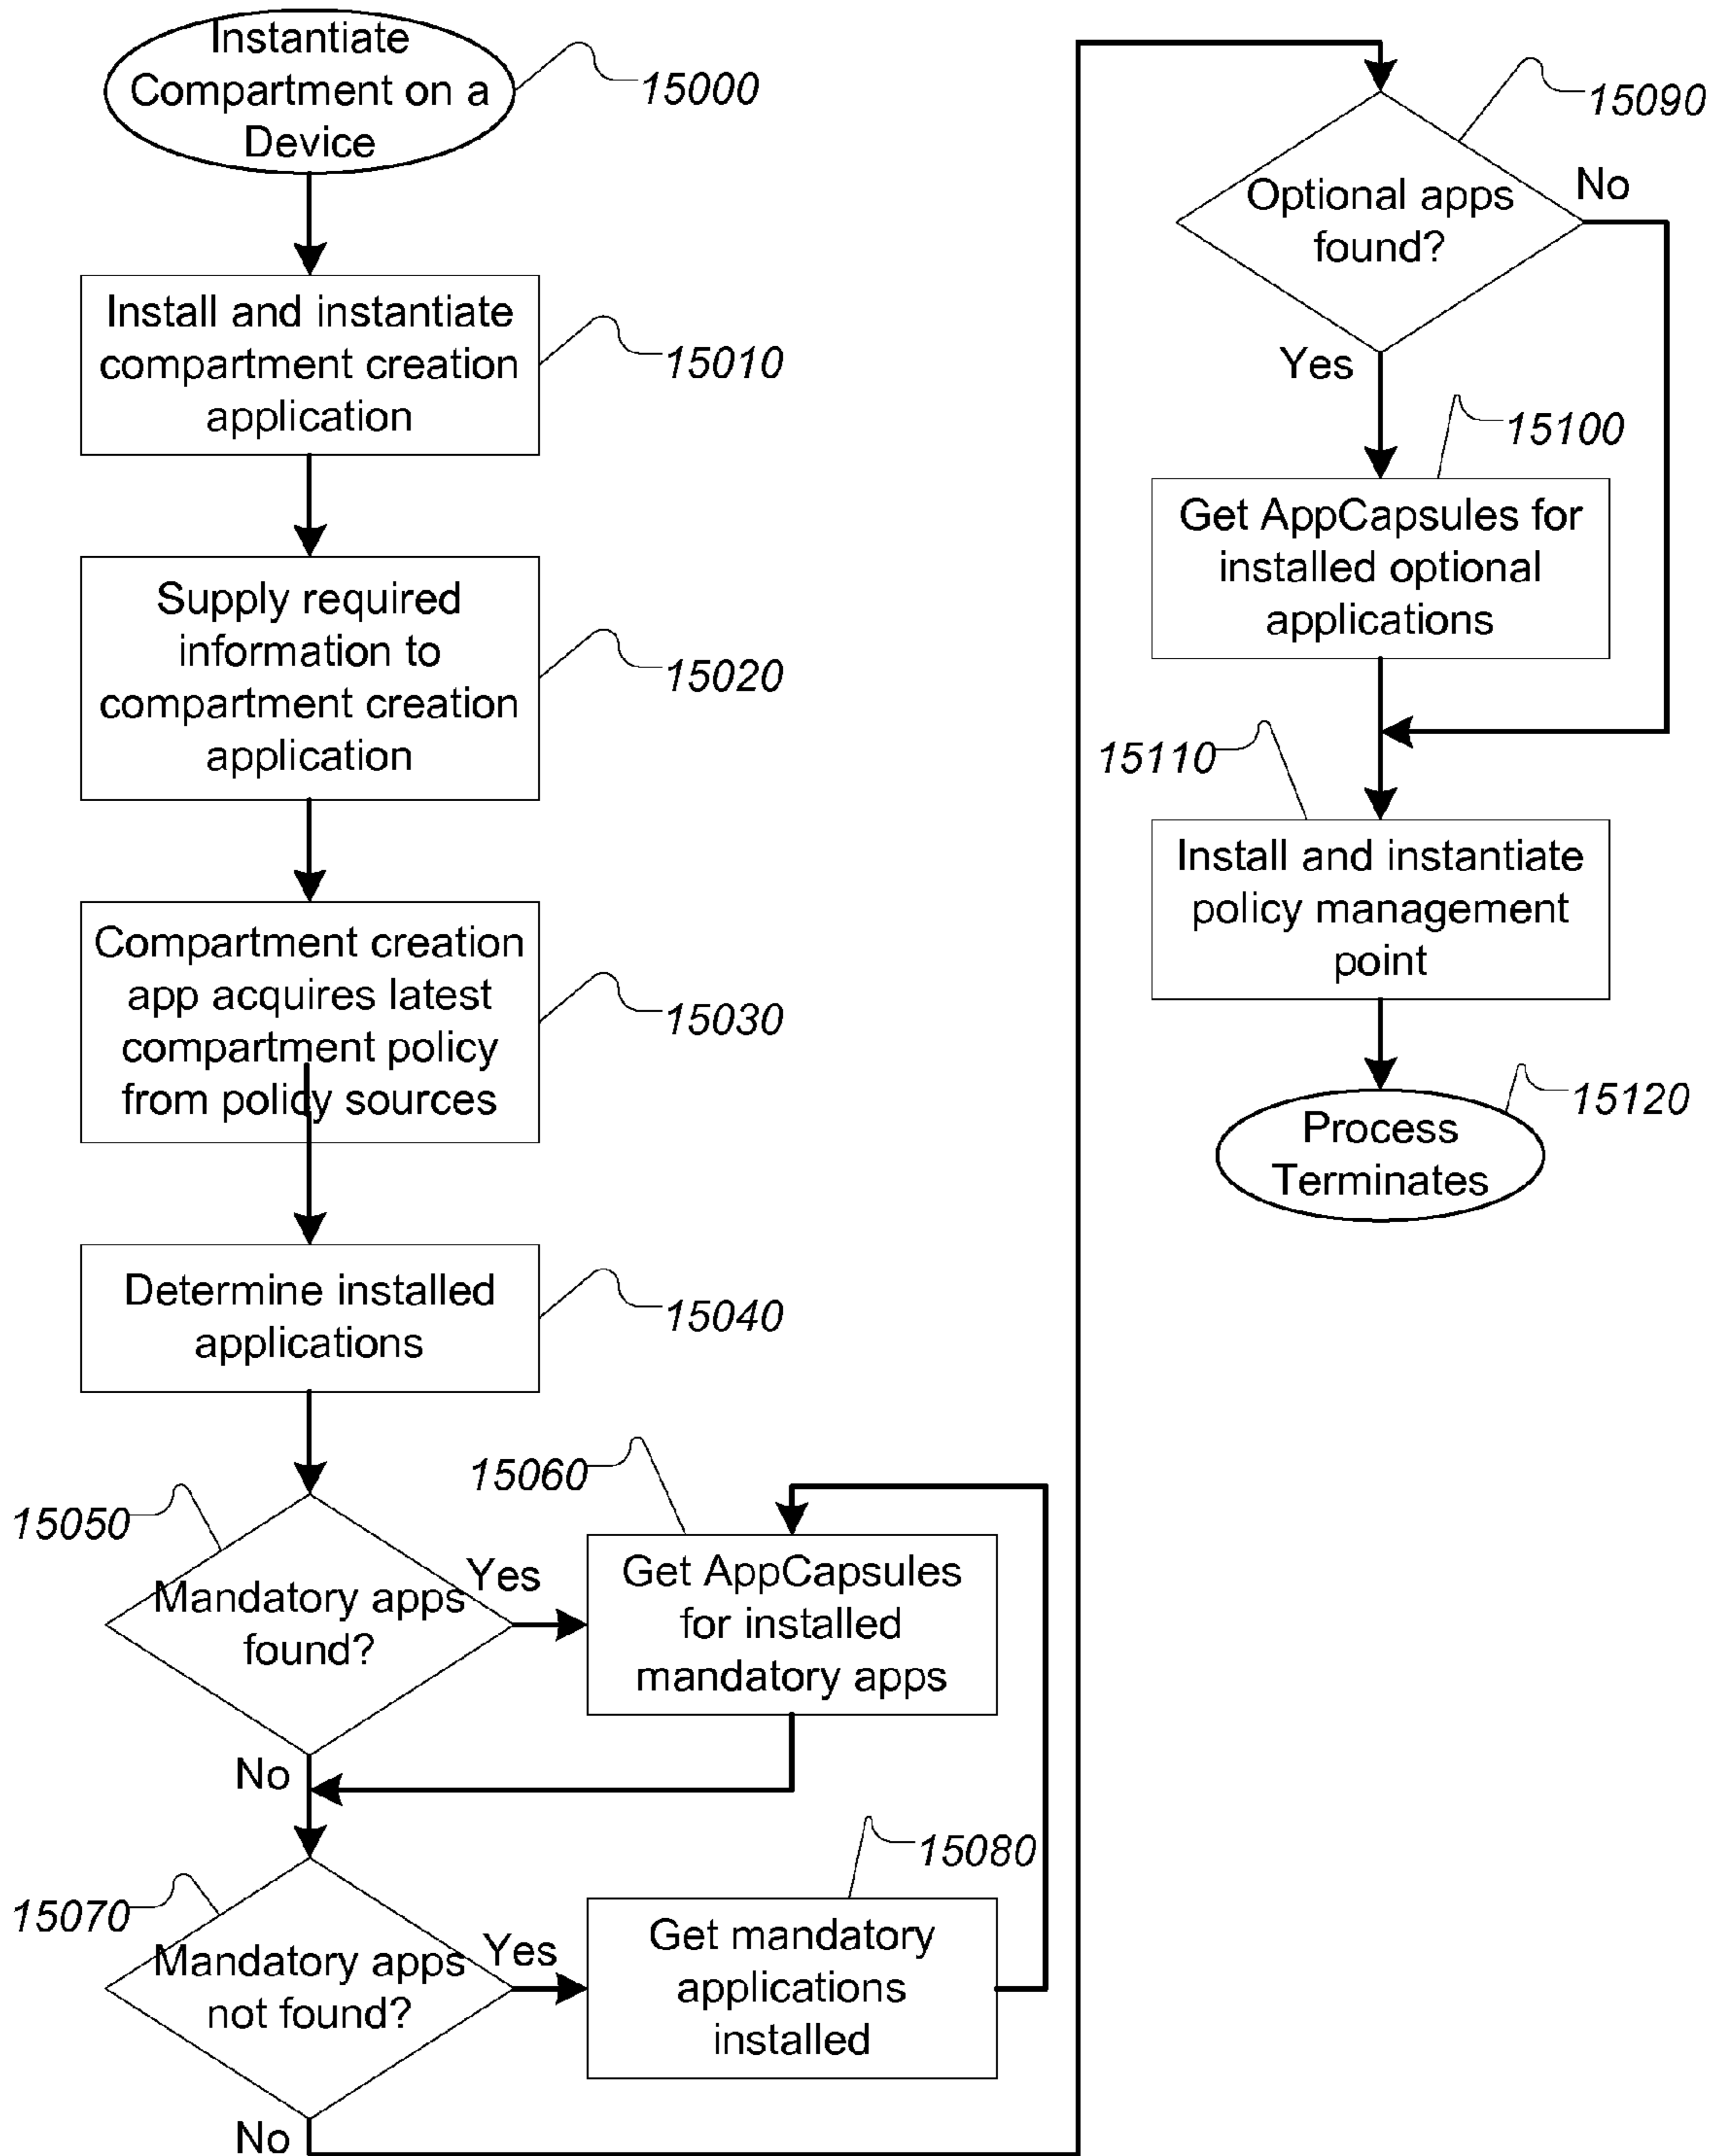 Instantiate
Compartment on a
Device
15000
Install and instantiate
compartment creation
application
15010
Supply required
information to
compartment creation
application
15020
Compartment creation
app acquires latest
compartment policy
from policy sources
15030
Determine installed
applications
15040
15050
Mandatory apps
found?
Yes
No
15060
Get AppCapsules
for installed
mandatory apps
15070
Mandatory apps
not found?
Yes
No
15080
Get mandatory
applications
installed
15090
Optional apps
found?
No
Yes
15100
Get AppCapsules for
installed optional
applications
15110
Install and instantiate
policy management
point
15120
Process
Terminates